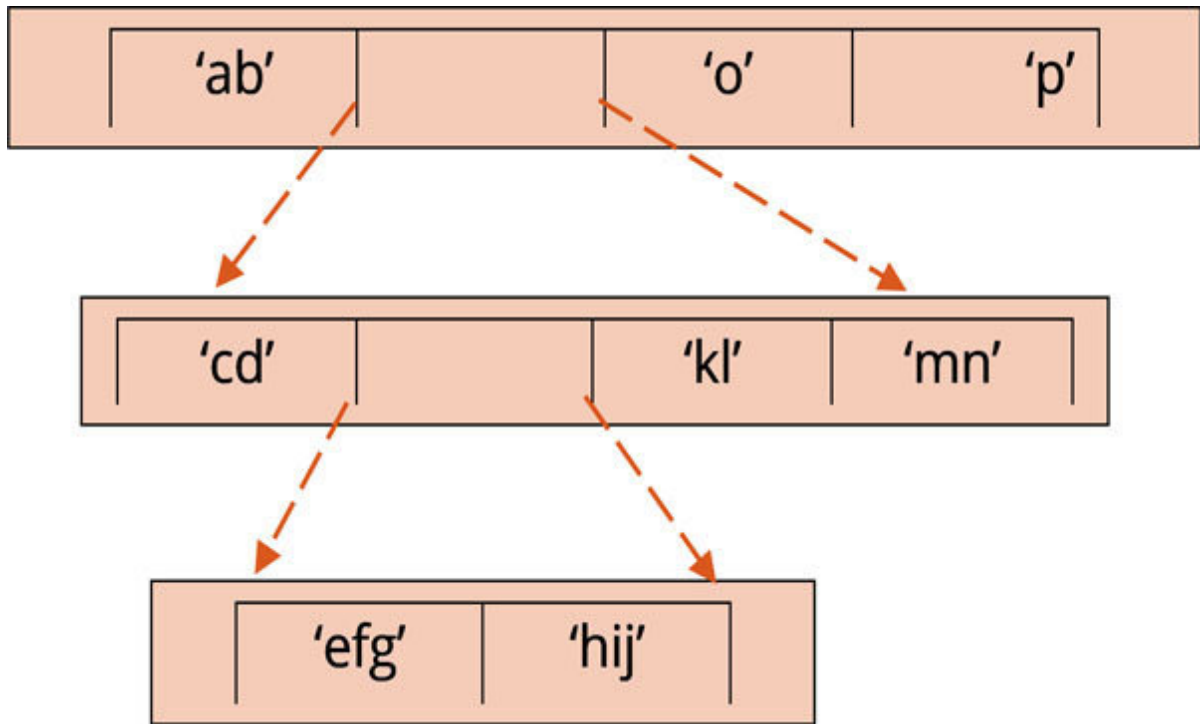 ‘ab’ ‘o’ ‘p’
‘cd’ ‘kl’ ‘mn’
‘efg’ ‘hij’